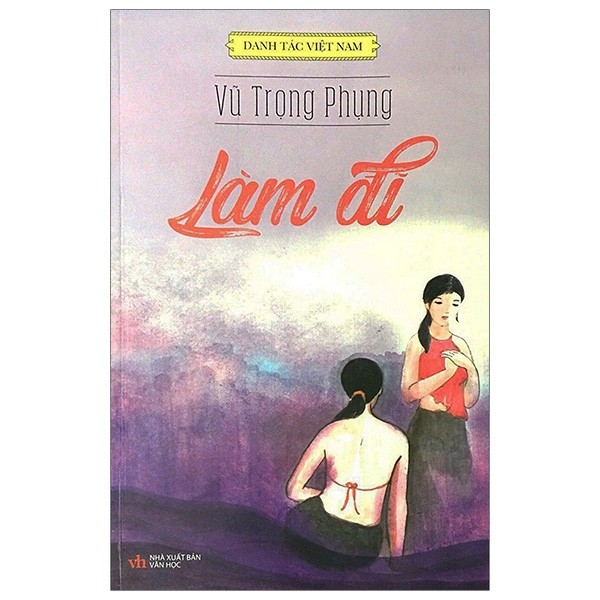 DANH TÁC VIỆT NAM
Vũ Trọng Phụng
Làm đĩ
vh NHÀ XUẤT BẢN
VĂN HỌC